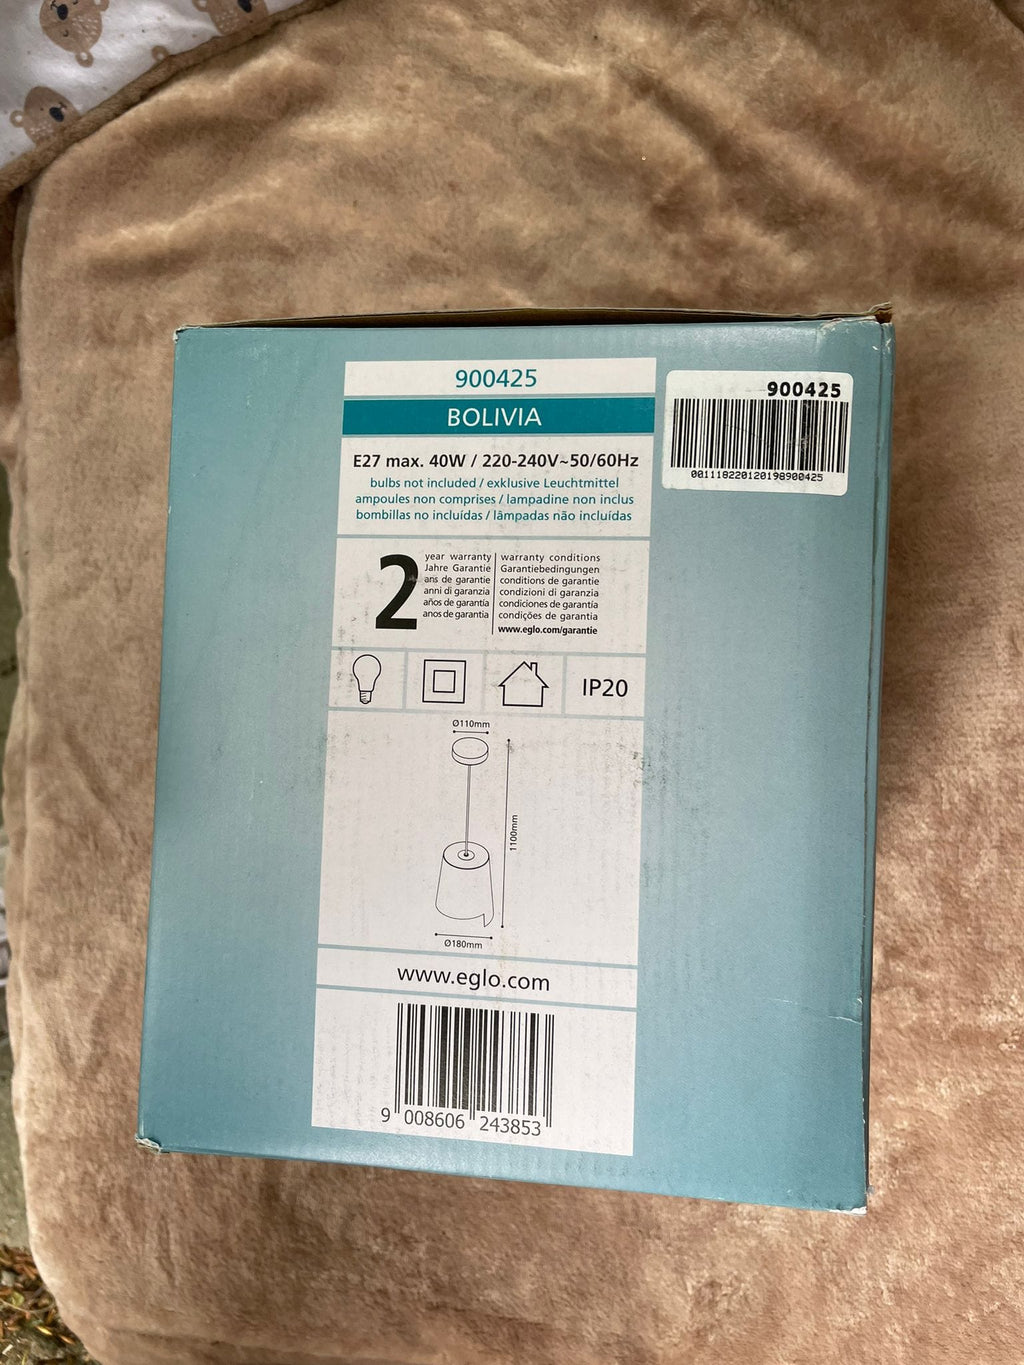 900425
BOLIVIA
E27 max. 40W / 220-240V~50/60Hz
bulbs not included / exklusive Leuchtmittel
ampoules non comprises / lampadine non inclus
bombillas no incluídas / lâmpadas não incluídas
2
year warranty
Jahre Garantie
ans de garantie
anni di garanzia
años de garantía
anos de garantia
warranty conditions
Garantiebedingungen
conditions de garantie
condizioni di garanzia
condiciones de garantía
condições de garantia
www.eglo.com/garantie
IP20
Ø110mm
1100mm
Ø180mm
www.eglo.com
9 008606 243853
900425
001118220120198900425